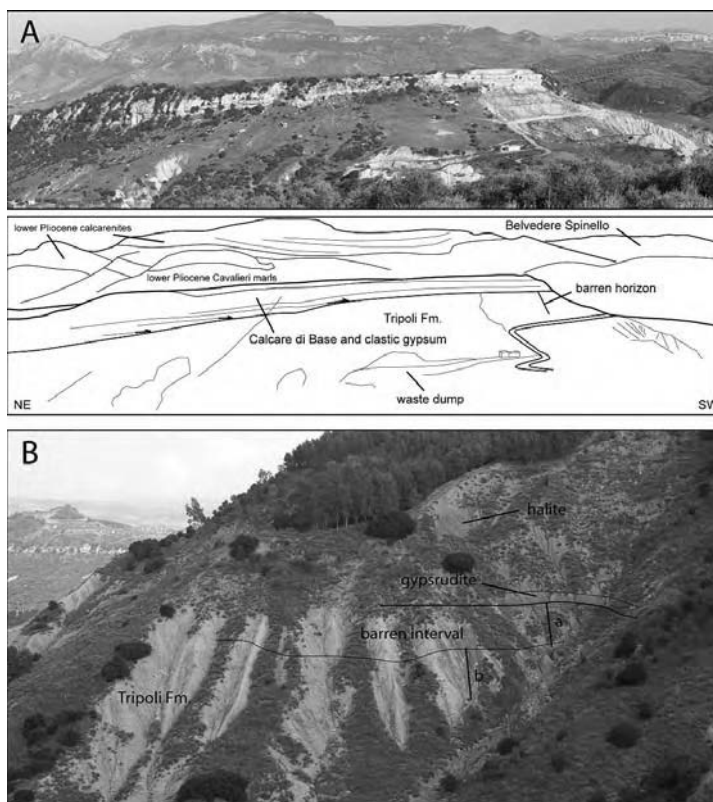 A
lower Pliocene calcarenites
Belvedere Spinello
lower Pliocene Cavalieri marls
barren horizon
Tripoli Fm.
Calcare di Base and clastic gypsum
waste dump
NE
SW
B
halite
gypsrudite
a
barren interval
b
Tripoli Fm.